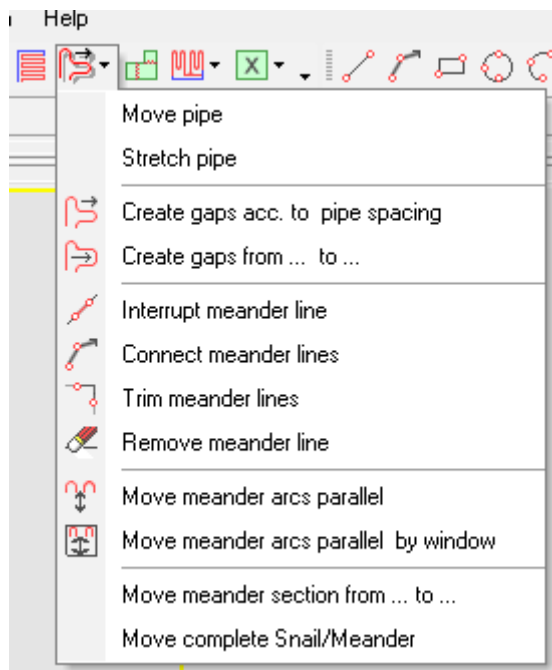 Help
X
Move pipe
Stretch pipe
Create gaps acc. to  pipe spacing
Create gaps from ...  to ...
Interrupt meander line
Connect meander lines
Trim meander lines
Remove meander line
Move meander arcs parallel
Move meander arcs parallel  by window
Move meander section from ... to ...
Move complete Snail/Meander